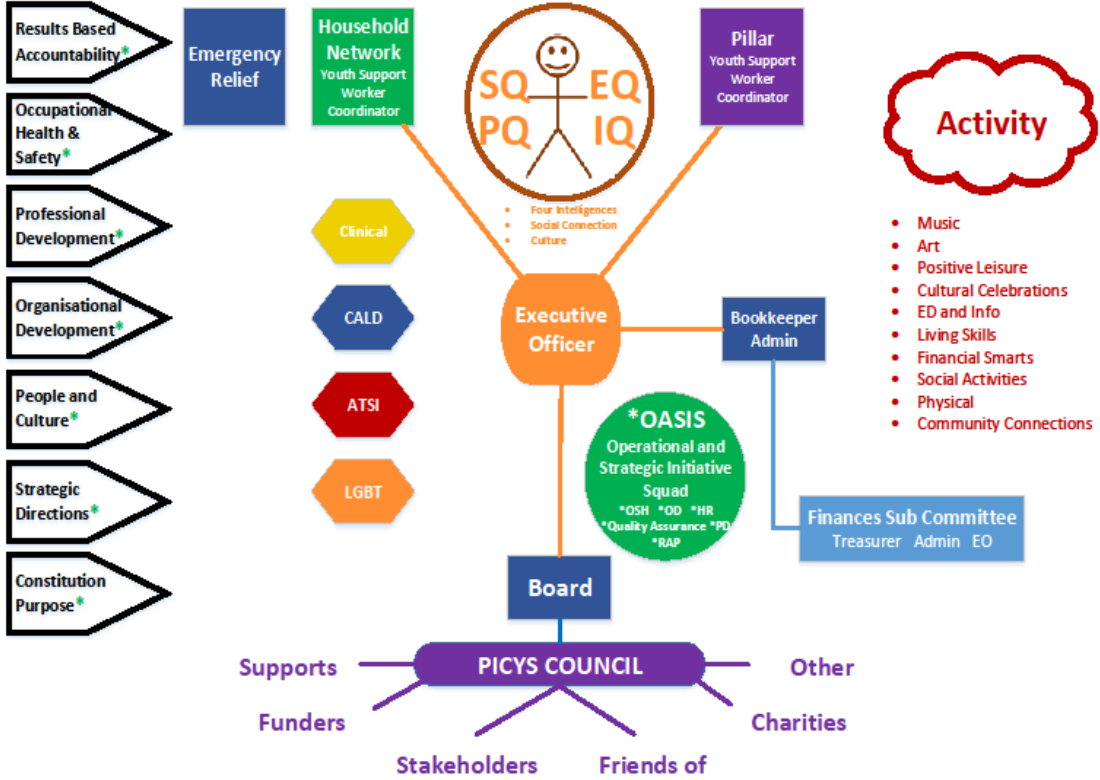 Results Based
Accountability*
Occupational
Health &
Safety*
Professional
Development*
Organisational
Development*
People and
Culture*
Strategic
Directions*
Constitution
Purpose*
Emergency
Relief
Household
Network
Youth Support
Worker
Coordinator
SQ EQ
PQ IQ
• Four Intelligences
• Social Connection
• Culture
Pillar
Youth Support
Worker
Coordinator
Activity
• Music
• Art
• Positive Leisure
• Cultural Celebrations
• ED and Info
• Living Skills
• Financial Smarts
• Social Activities
• Physical
• Community Connections
Clinical
CALD
ATSI
LGBT
Executive
Officer
Bookkeeper
Admin
*OASIS
Operational and
Strategic Initiative
Squad
*OSH *OD *HR
*Quality Assurance *PD
*RAP
Finances Sub Committee
Treasurer Admin EO
Board
PICYS COUNCIL
Supports
Funders
Stakeholders
Friends of
Charities
Other